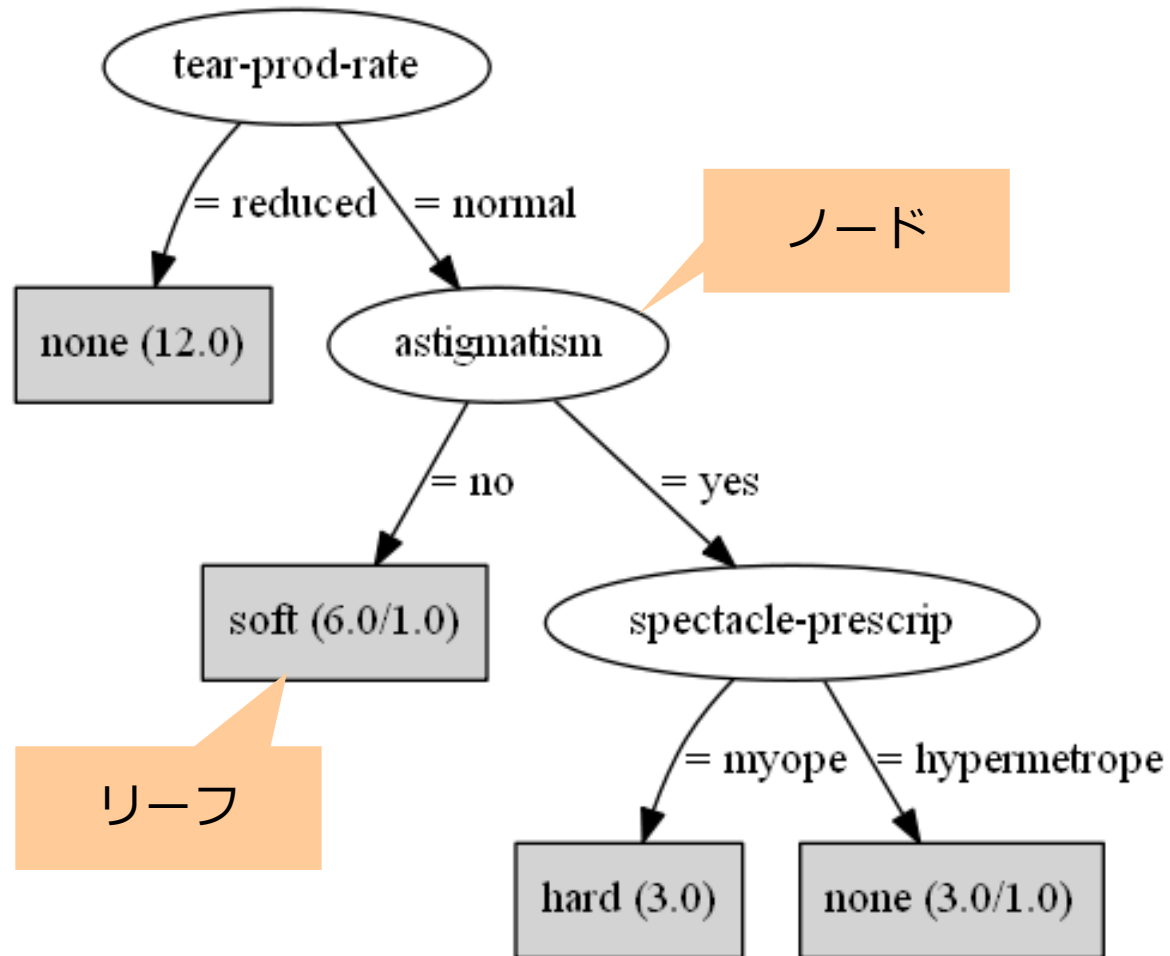 tear-prod-rate
= reduced
= normal
ノード
none (12.0)
astigmatism
= no
= yes
soft (6.0/1.0)
spectacle-prescrip
リーフ
= myope
= hypermetrope
hard (3.0)
none (3.0/1.0)